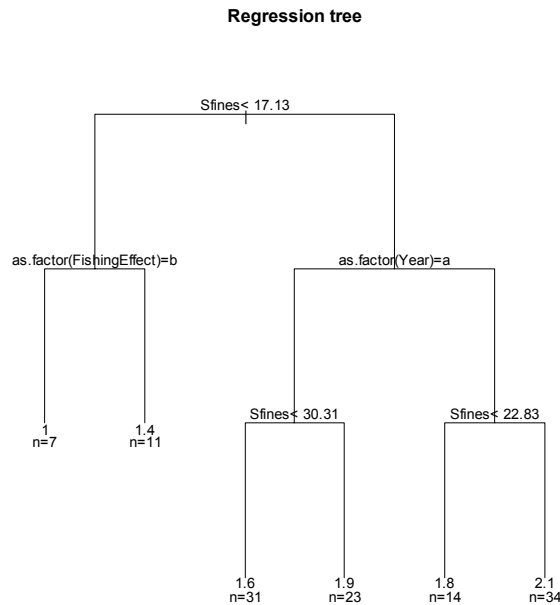 Regression tree
Sfines< 17.13
as.factor(FishingEffect)=b
as.factor(Year)=a
Sfines< 30.31
Sfines< 22.83
1
n=7
1.4
n=11
1.6
n=31
1.9
n=23
1.8
n=14
2.1
n=34